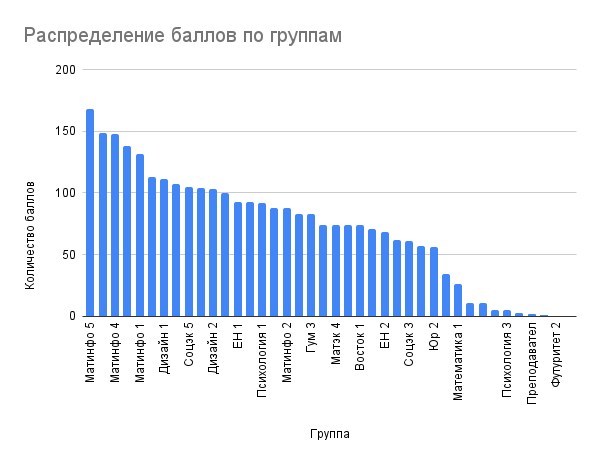 Распределение баллов по группам
200
150
100
50
0
Количество баллов
Матинфо 5
Матинфо 4
Матинфо 1
Дизайн 1
Соцэк 5
Дизайн 2
ЕН 1
Психология 1
Матинфо 2
Гум 3
Матэк 4
Восток 1
ЕН 2
Соцэк 3
Юр 2
Математика 1
Психология 3
Преподавател
Футуритет 2
Группа